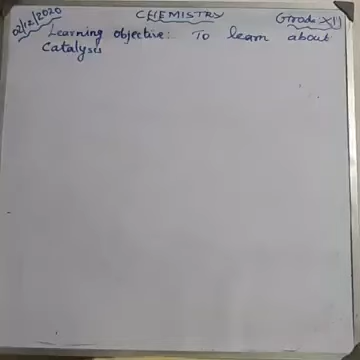 02/12/2020 CHEMISTRY Grade XII
Learning objective: To learn about
Catalysis